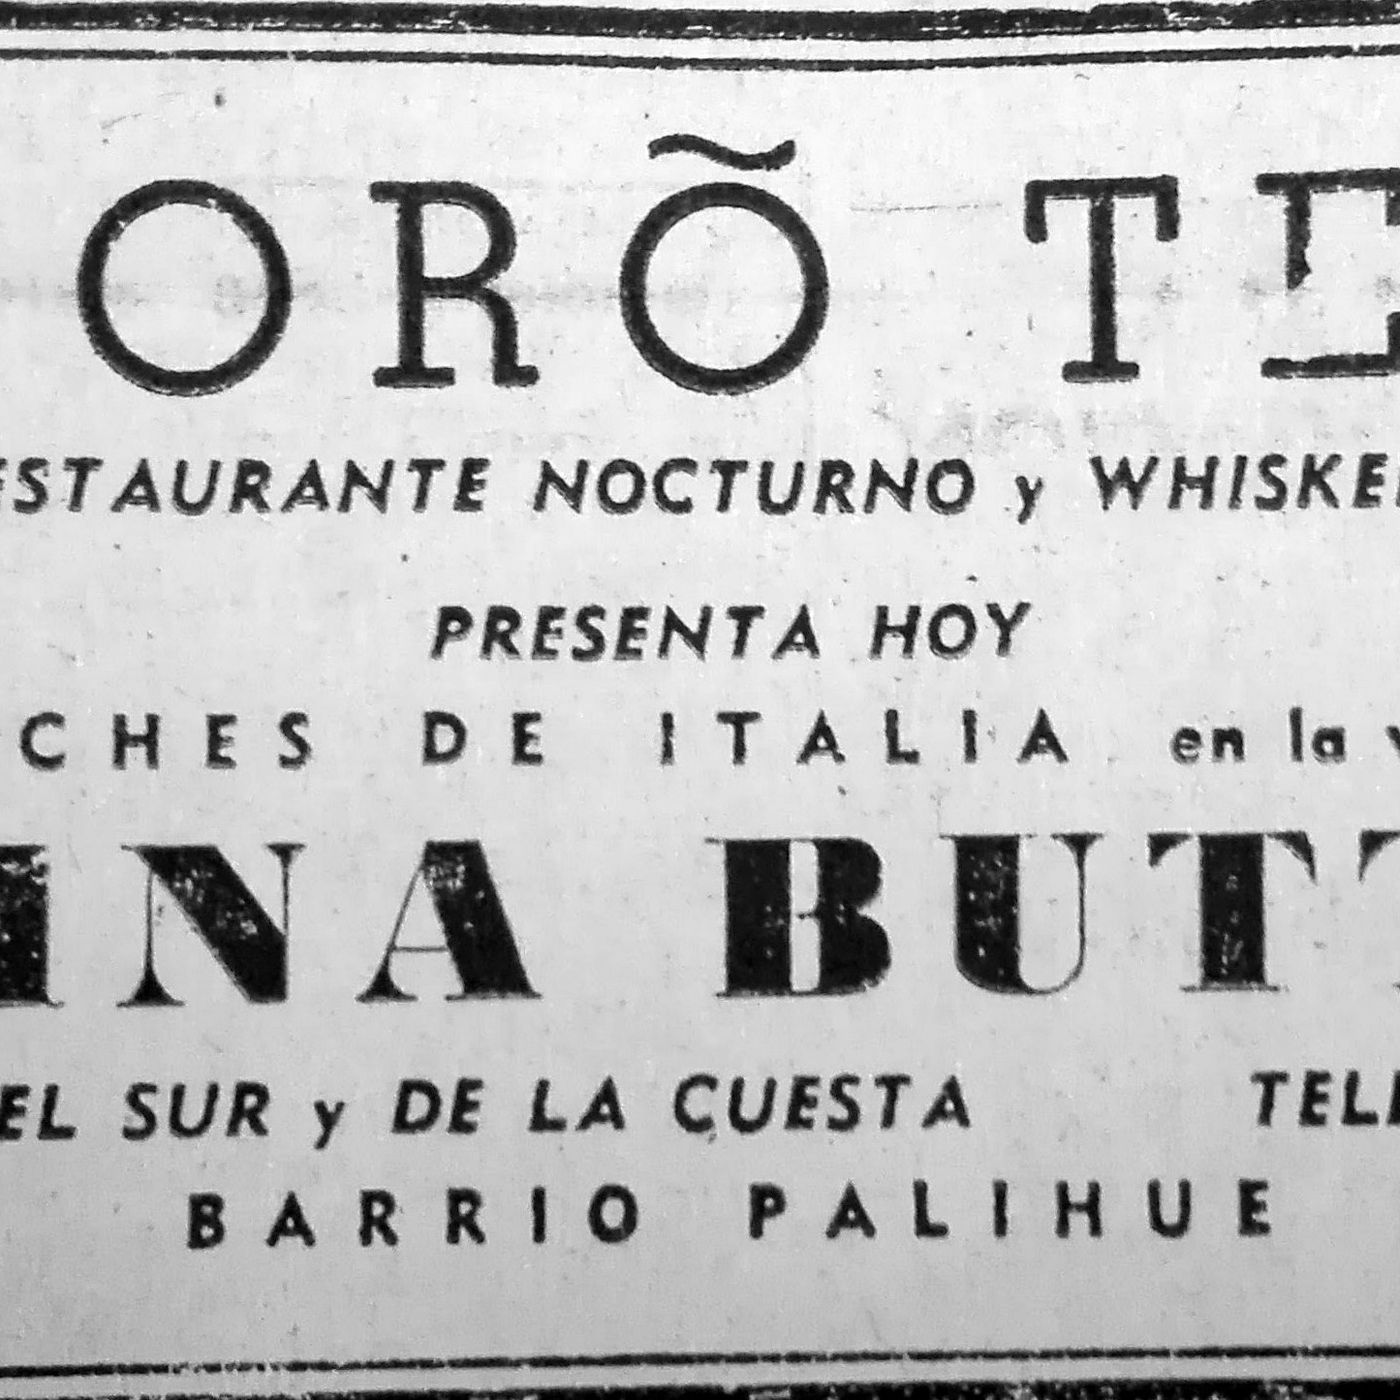 ORÕ TE
ESTAURANTE NOCTURNO y WHISKE
PRESENTA HOY
CHES DE ITALIA en la v
INA BUTT
EL SUR y DE LA CUESTA TELE
BARRIO PALIHUE